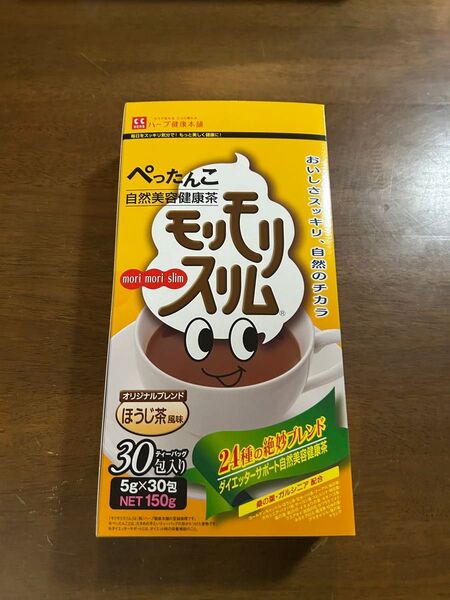 ハーブ健康本舗
毎日をスッキリ気分で!もっと美しく健康に!
ぺったんこ
自然美容健康茶
モリモリ
スリム®
mori mori slim
おいしさスッキリ、自然のチカラ
オリジナルブレンド
ほうじ茶風味
ティーバッグ
30包入り
5g×30包
NET 150g
24種の絶妙ブレンド
ダイエッターサポート自然美容健康茶
桑の葉・ガルシニア配合